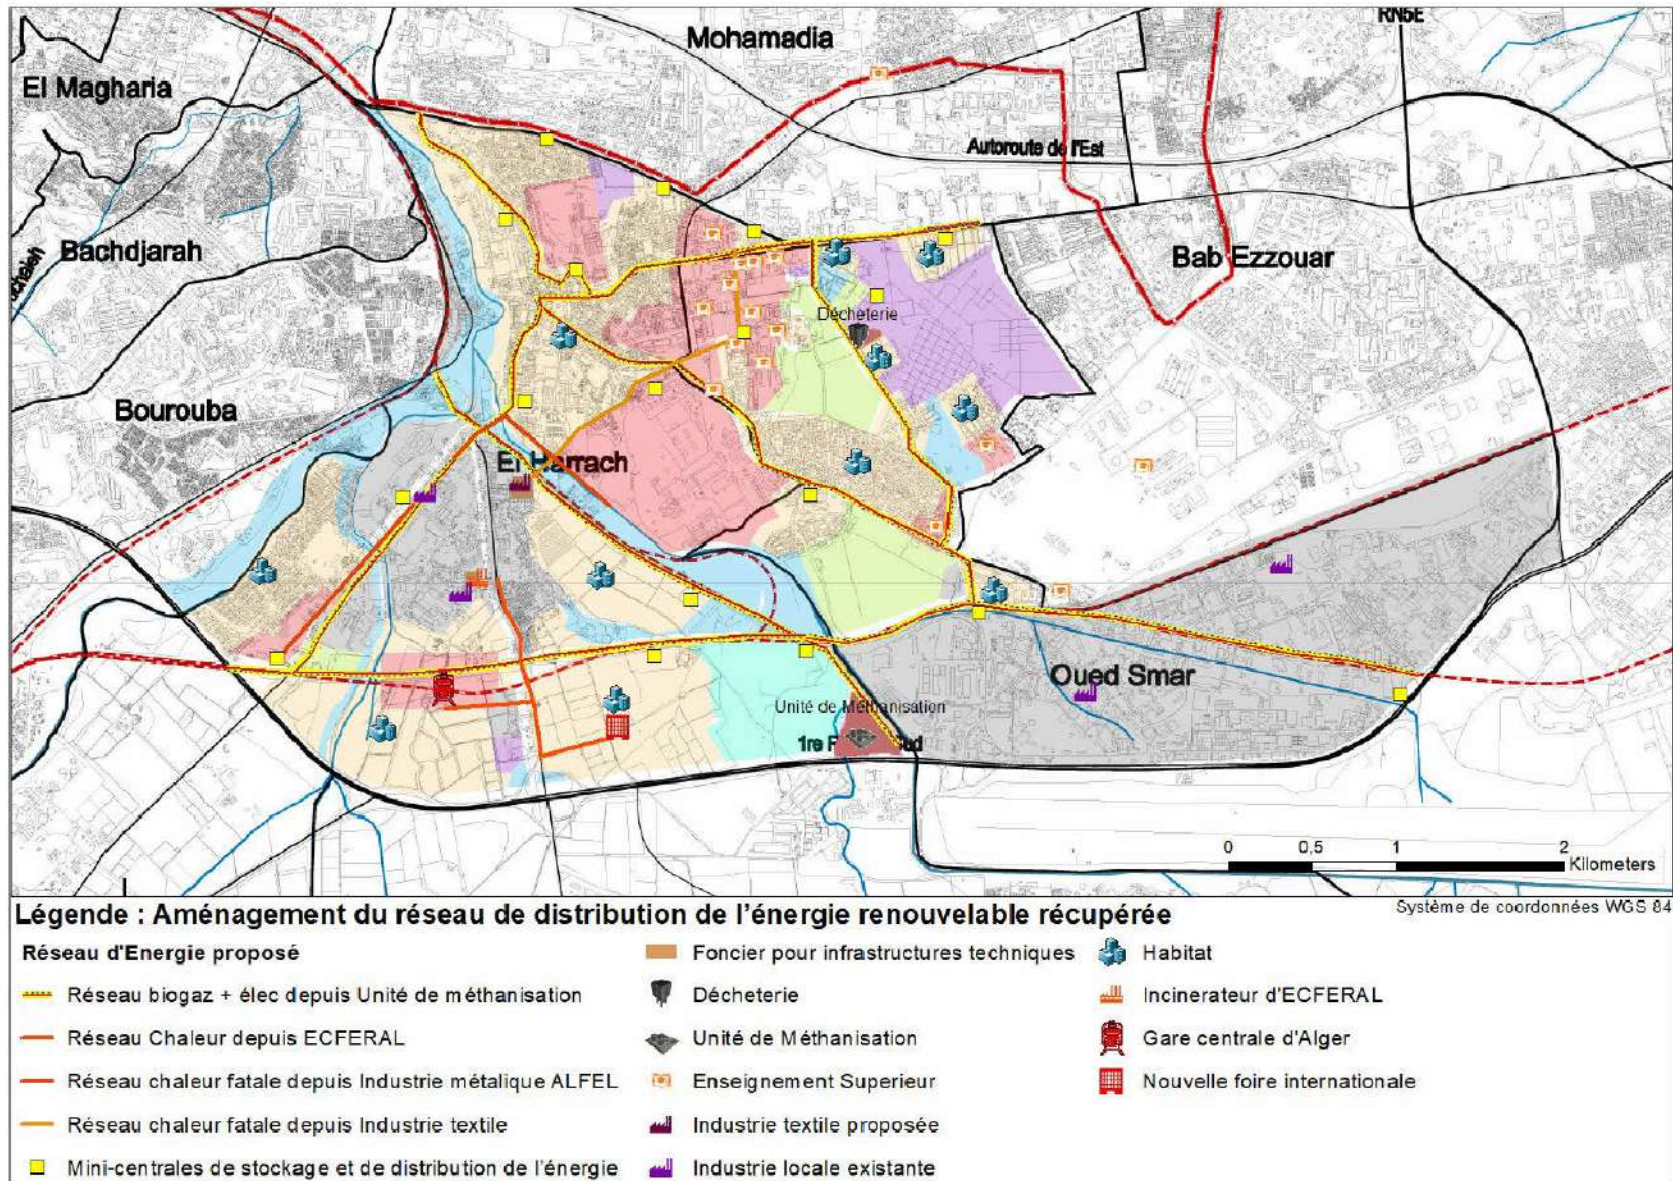 RN5E
Mohamadia
El Magharia
Autoroute de l'Est
Bachdjarah
Bab Ezzouar
Décheterie
Bourouba
El Harrach
Oued Smar
Unité de Méthanisation
1re
0 0,5 1 2
Kilometers
Légende : Aménagement du réseau de distribution de l'énergie renouvelable récupérée
Système de coordonnées WGS 84
Réseau d'Energie proposé
Réseau biogaz + élec depuis Unité de méthanisation
Réseau Chaleur depuis ECFERAL
Réseau chaleur fatale depuis Industrie métalique ALFEL
Réseau chaleur fatale depuis Industrie textile
Mini-centrales de stockage et de distribution de l'énergie
Foncier pour infrastructures techniques
Décheterie
Unité de Méthanisation
Enseignement Superieur
Industrie textile proposée
Industrie locale existante
Habitat
Incinerateur d'ECFERAL
Gare centrale d'Alger
Nouvelle foire internationale